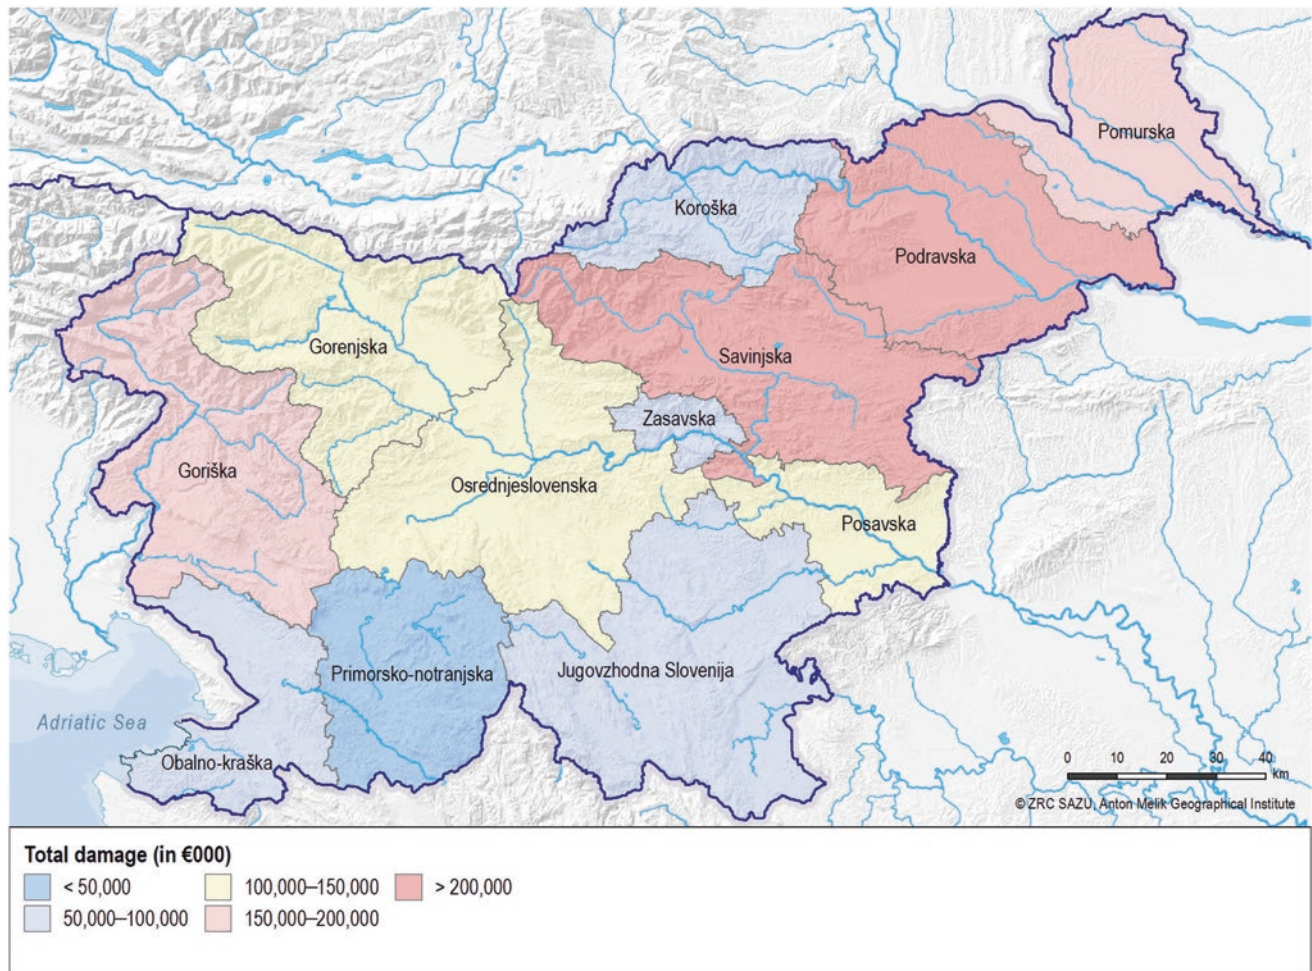 Pomurska
Koroška
Podravska
Gorenjska
Savinjska
Zasavska
Goriška
Osrednjeslovenska
Posavska
Primorsko-notranjska
Jugovzhodna Slovenija
Adriatic Sea
Obalno-kraška
0 10 20 30 40
km
© ZRC SAZU, Anton Melik Geographical Institute
Total damage (in €000)
< 50,000
100,000–150,000
> 200,000
50,000–100,000
150,000–200,000